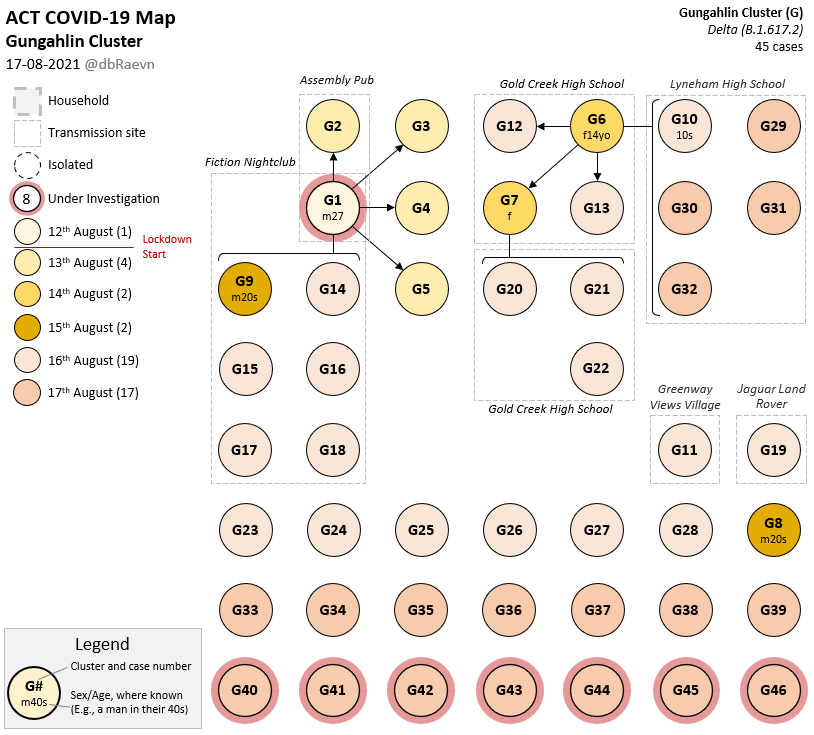 ACT COVID-19 Map
Gungahlin Cluster
17-08-2021 @dbRaevn
Gungahlin Cluster (G)
Delta (B.1.617.2)
45 cases
Household
Transmission site
Isolated
8 Under Investigation
12th August (1)
Lockdown
Start
13th August (4)
14th August (2)
15th August (2)
16th August (19)
17th August (17)
Assembly Pub
Gold Creek High School
Lyneham High School
G2
G3
G12
G6
f14yo
G10
10s
G29
Fiction Nightclub
G1
m27
G4
G7
f
G13
G30
G31
G9
m20s
G14
G5
G20
G21
G32
G15
G16
G22
Gold Creek High School
Greenway
Views Village
Jaguar Land
Rover
G17
G18
G11
G19
G23
G24
G25
G26
G27
G28
G8
m20s
G33
G34
G35
G36
G37
G38
G39
G40
G41
G42
G43
G44
G45
G46
Legend
Cluster and case number
G#
m40s
Sex/Age, where known
(E.g., a man in their 40s)